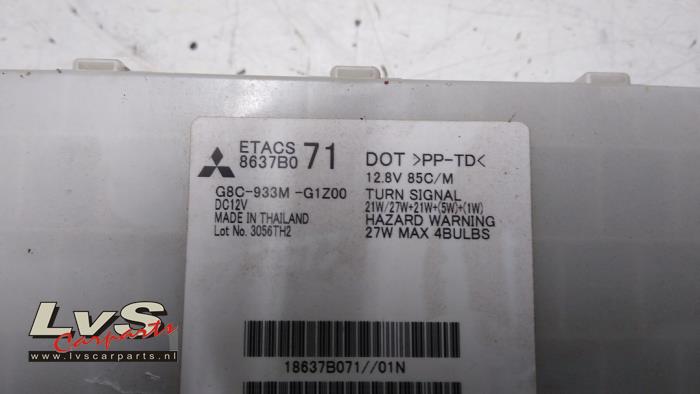 ETACS
8637B0 71
G8C-933M -G1Z00
DC12V
MADE IN THAILAND
Lot No. 3056TH2
DOT >PP-TD<
12.8V 85C/M
TURN SIGNAL
21W/27W+21W+(5W)+(1W)
HAZARD WARNING
27W MAX 4BULBS
18637B071//01N
LvS
Carparts
www.lvscarparts.nl